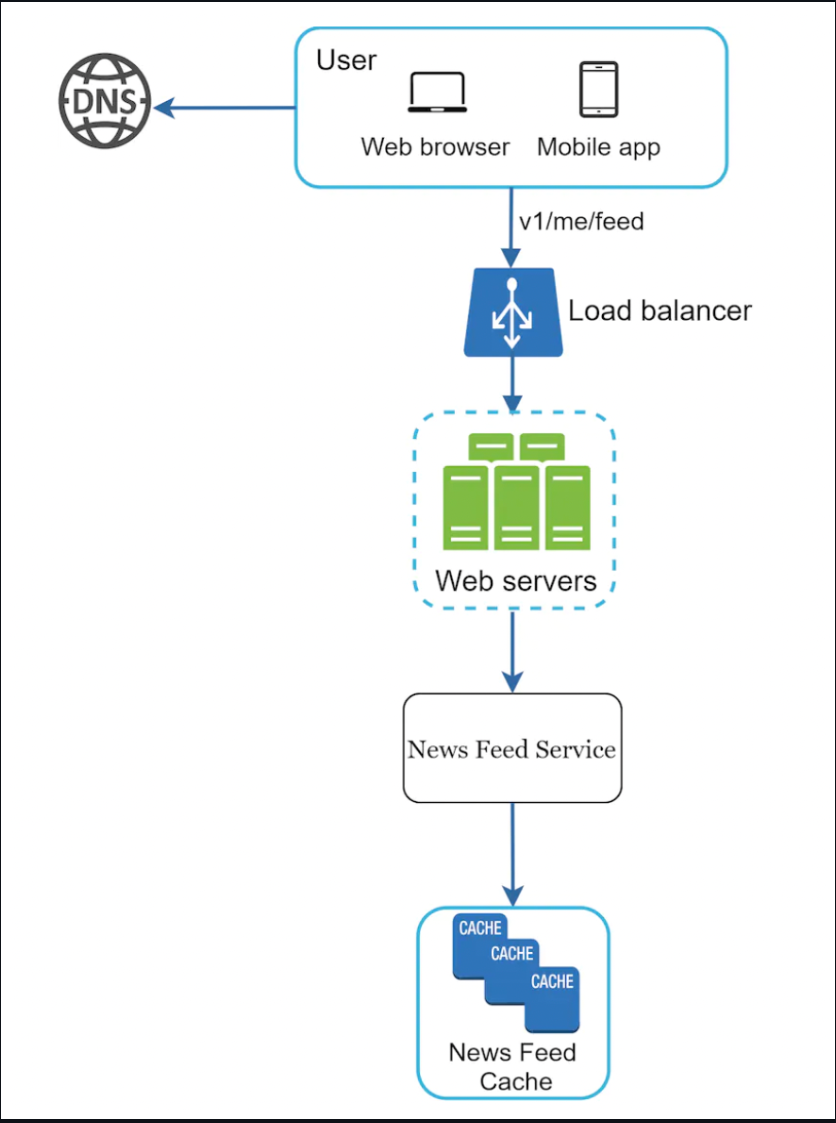 User
DNS
Web browser
Mobile app
v1/me/feed
Load balancer
Web servers
News Feed Service
CACHE
CACHE
CACHE
News Feed
Cache